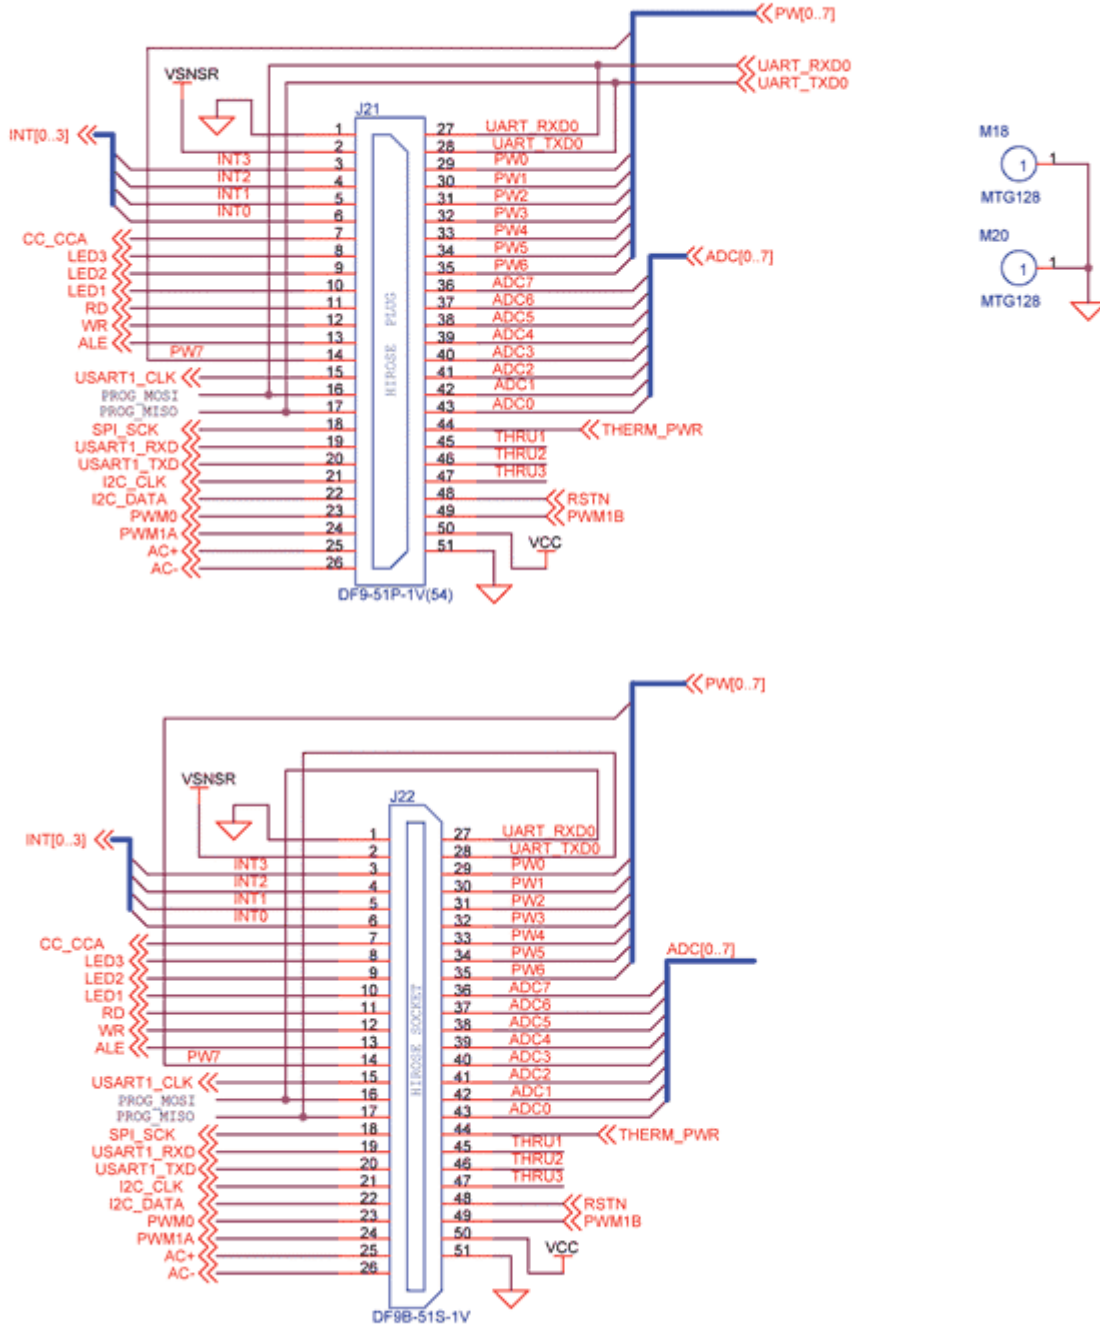 PW[0..7]
UART_RXD0
UART_TXD0
VSNSR
J21
INT[0..3]
1 27 UART_RXD0
2 28 UART_TXD0
INT3 3 29 PW0
INT2 4 30 PW1
INT1 5 31 PW2
INT0 6 32 PW3
CC_CCA 7 33 PW4
LED3 8 34 PW5
LED2 9 35 PW6
LED1 10 36 ADC7
RD 11 37 ADC6
WR 12 38 ADC5
ALE 13 39 ADC4
PW7 14 40 ADC3
USART1_CLK 15 41 ADC2
PROG_MOSI 16 42 ADC1
PROG_MISO 17 43 ADC0
SPI_SCK 18 44 THERM_PWR
USART1_RXD 19 45 THRU1
USART1_TXD 20 46 THRU2
I2C_CLK 21 47 THRU3
I2C_DATA 22 48 RSTN
PWM0 23 49 PWM1B
PWM1A 24 50 VCC
AC+ 25 51
AC- 26
HIROSE PLUG
ADC[0..7]
DF9-51P-1V(54)
M18
1 1
MTG128
M20
1 1
MTG128
PW[0..7]
VSNSR
J22
INT[0..3]
1 27 UART_RXD0
2 28 UART_TXD0
INT3 3 29 PW0
INT2 4 30 PW1
INT1 5 31 PW2
INT0 6 32 PW3
CC_CCA 7 33 PW4
LED3 8 34 PW5
LED2 9 35 PW6
LED1 10 36 ADC7
RD 11 37 ADC6
WR 12 38 ADC5
ALE 13 39 ADC4
PW7 14 40 ADC3
USART1_CLK 15 41 ADC2
PROG_MOSI 16 42 ADC1
PROG_MISO 17 43 ADC0
SPI_SCK 18 44 THERM_PWR
USART1_RXD 19 45 THRU1
USART1_TXD 20 46 THRU2
I2C_CLK 21 47 THRU3
I2C_DATA 22 48 RSTN
PWM0 23 49 PWM1B
PWM1A 24 50 VCC
AC+ 25 51
AC- 26
HIROSE SOCKET
ADC[0..7]
DF9B-51S-1V